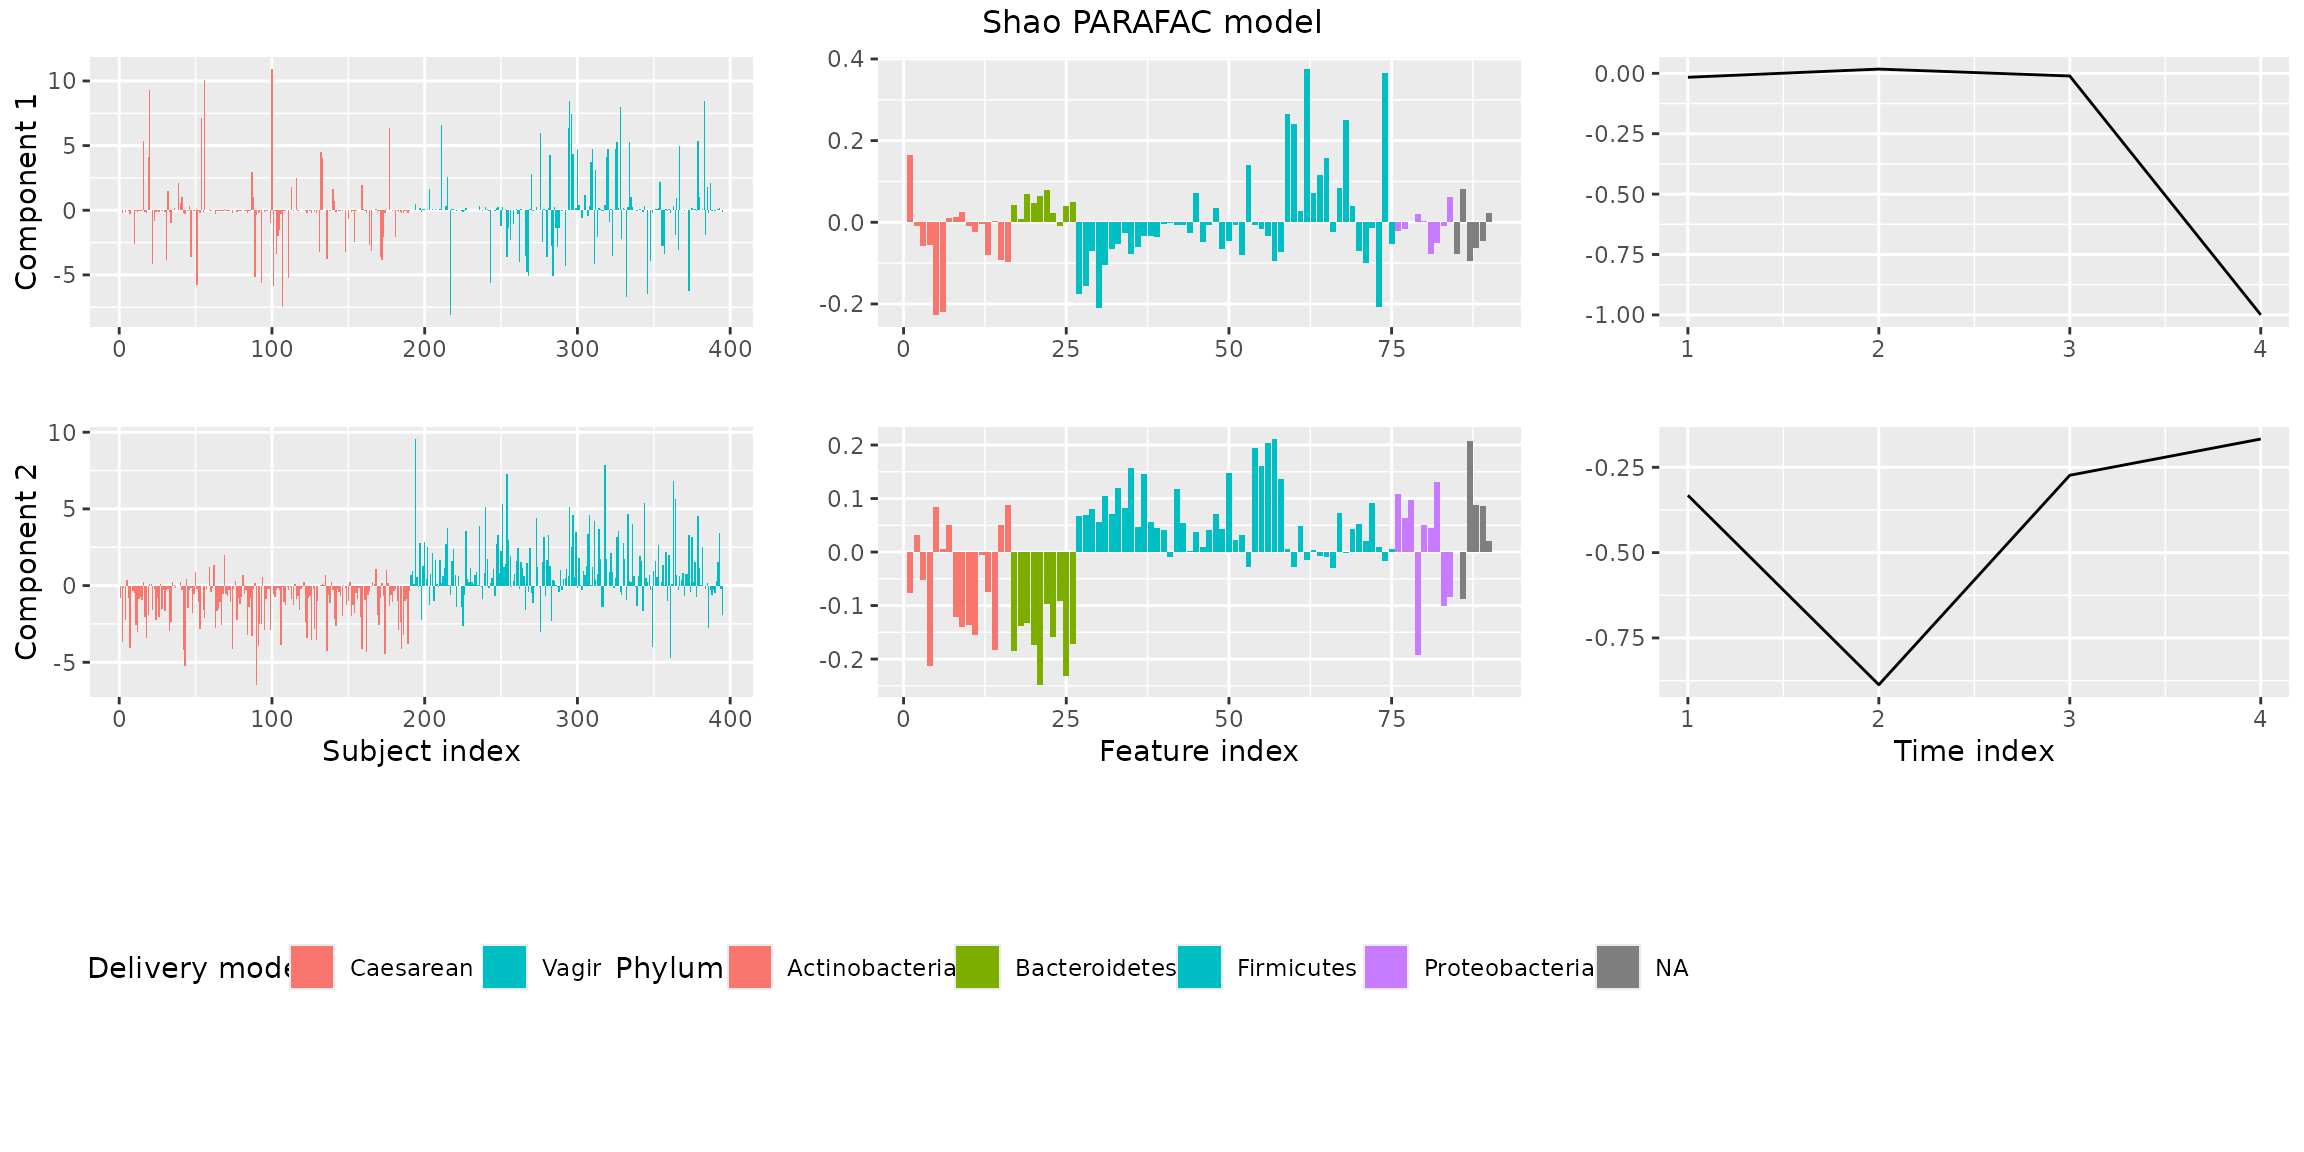 Shao PARAFAC model
Component 1
10
5
0
-5
0 100 200 300 400
0.4
0.2
0.0
-0.2
0 25 50 75
0.00
-0.25
-0.50
-0.75
-1.00
1 2 3 4
Component 2
10
5
0
-5
0 100 200 300 400
Subject index
0.2
0.1
0.0
-0.1
-0.2
0 25 50 75
Feature index
-0.25
-0.50
-0.75
1 2 3 4
Time index
Delivery mode Caesarean Vagir Phylum Actinobacteria Bacteroidetes Firmicutes Proteobacteria NA